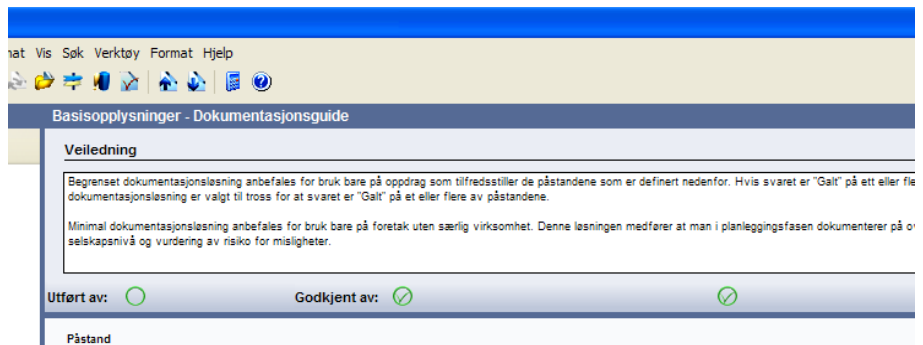 Vis Søk Verktøy Format Hjelp
Basisopplysninger - Dokumentasjonsguide
Veiledning
Begrenset dokumentasjonsløsning anbefales for bruk bare på oppdrag som tilfredsstiller de påstandene som er definert nedenfor. Hvis svaret er "Galt" på ett eller
dokumentasjonsløsning er valgt til tross for at svaret er "Galt" på et eller flere av påstandene.
Minimal dokumentasjonsløsning anbefales for bruk bare på foretak uten særlig virksomhet. Denne løsningen medfører at man i planleggingsfasen dokumenterer på
selskapsnivå og vurdering av risiko for misligheter.
Utført av: Godkjent av:
Påstand